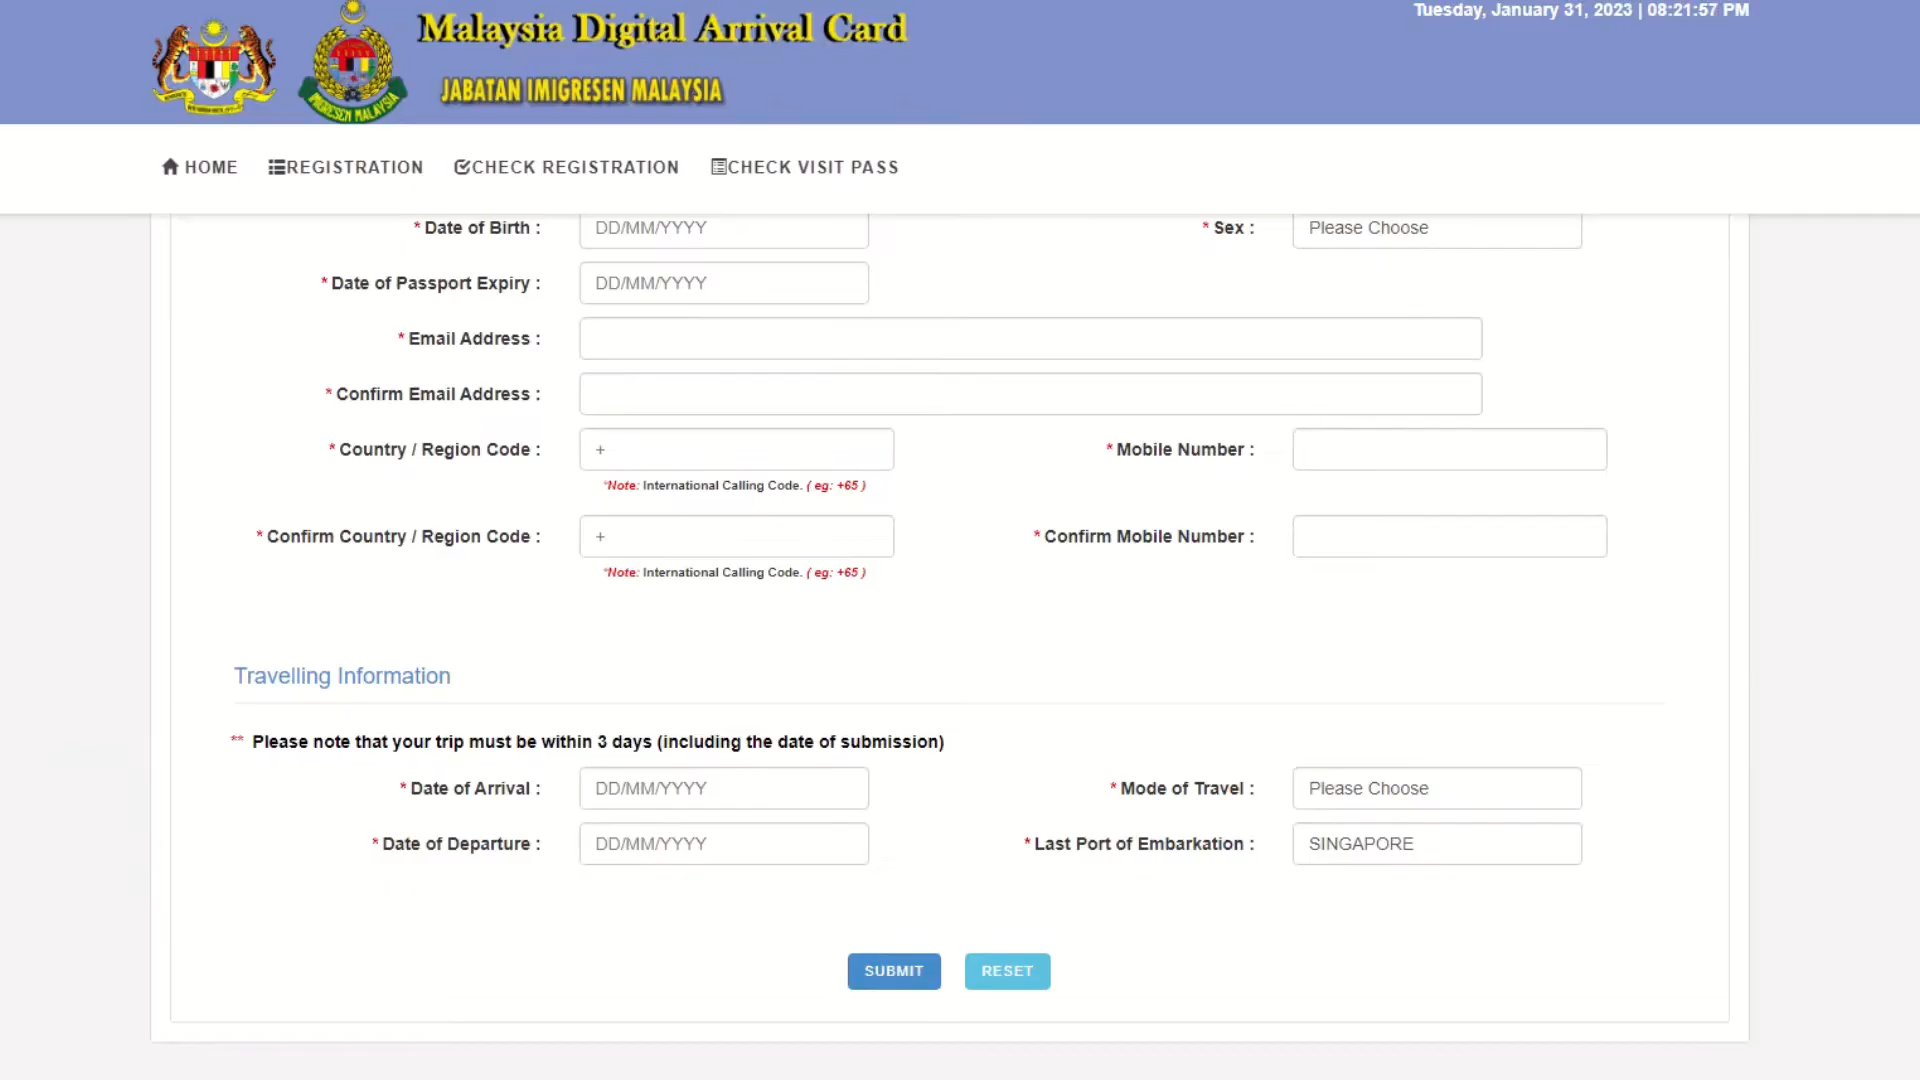 Malaysia Digital Arrival Card
Tuesday, January 31, 2023 | 08:21:57 PM
JABATAN IMIGRESEN MALAYSIA
IMIGRESEN MALAYSIA
HOME REGISTRATION CHECK REGISTRATION CHECK VISIT PASS
* Date of Birth : DD/MM/YYYY * Sex : Please Choose
* Date of Passport Expiry : DD/MM/YYYY
* Email Address :
* Confirm Email Address :
* Country / Region Code : + * Mobile Number :
*Note: International Calling Code. ( eg: +65 )
* Confirm Country / Region Code : + * Confirm Mobile Number :
*Note: International Calling Code. ( eg: +65 )
Travelling Information
** Please note that your trip must be within 3 days (including the date of submission)
* Date of Arrival : DD/MM/YYYY * Mode of Travel : Please Choose
* Date of Departure : DD/MM/YYYY * Last Port of Embarkation : SINGAPORE
SUBMIT RESET